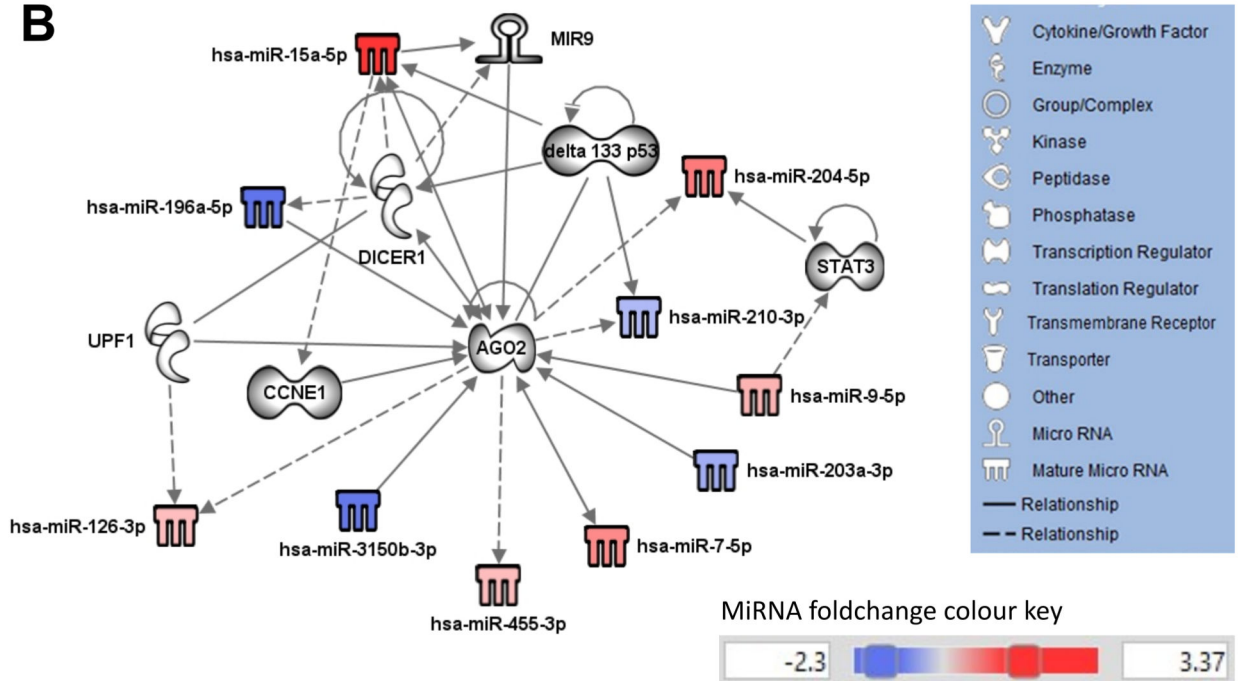 B
hsa-miR-15a-5p
MIR9
delta 133 p53
hsa-miR-204-5p
hsa-miR-196a-5p
DICER1
STAT3
hsa-miR-210-3p
UPF1
AGO2
CCNE1
hsa-miR-9-5p
hsa-miR-203a-3p
hsa-miR-126-3p
hsa-miR-3150b-3p
hsa-miR-7-5p
hsa-miR-455-3p
Cytokine/Growth Factor
Enzyme
Group/Complex
Kinase
Peptidase
Phosphatase
Transcription Regulator
Translation Regulator
Transmembrane Receptor
Transporter
Other
Micro RNA
Mature Micro RNA
Relationship
Relationship
MiRNA foldchange colour key
-2.3
3.37